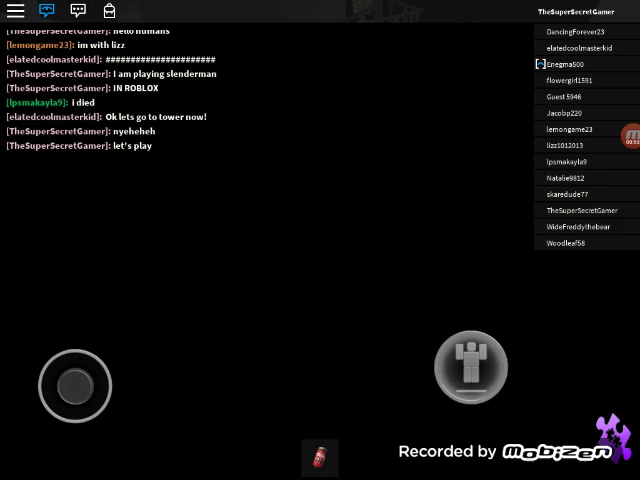 TheSuperSecretGamer
[TheSuperSecretGamer]: hello humans
[lemongame23]: im with lizz
[elatedcoolmasterkid]: ######################
[TheSuperSecretGamer]: I am playing slenderman
[TheSuperSecretGamer]: IN ROBLOX
[lpsmakayla9]: i died
[elatedcoolmasterkid]: Ok lets go to tower now!
[TheSuperSecretGamer]: nyeheheh
[TheSuperSecretGamer]: let's play
DancingForever23
elatedcoolmasterkid
Enegma500
flowergirl1591
Guest 5946
Jacobp220
lemongame23
lizz1012013
lpsmakayla9
Natalie9812
skaredude77
TheSuperSecretGamer
WideFreddythebear
Woodleaf58
Recorded by Mobizen